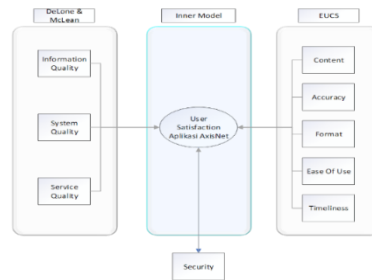 DeLone &
McLean
Inner Model
EUCS
Information
Quality
System
Quality
Service
Quality
User
Satisfaction
Aplikasi AxisNet
Content
Accuracy
Format
Ease Of Use
Timeliness
Security